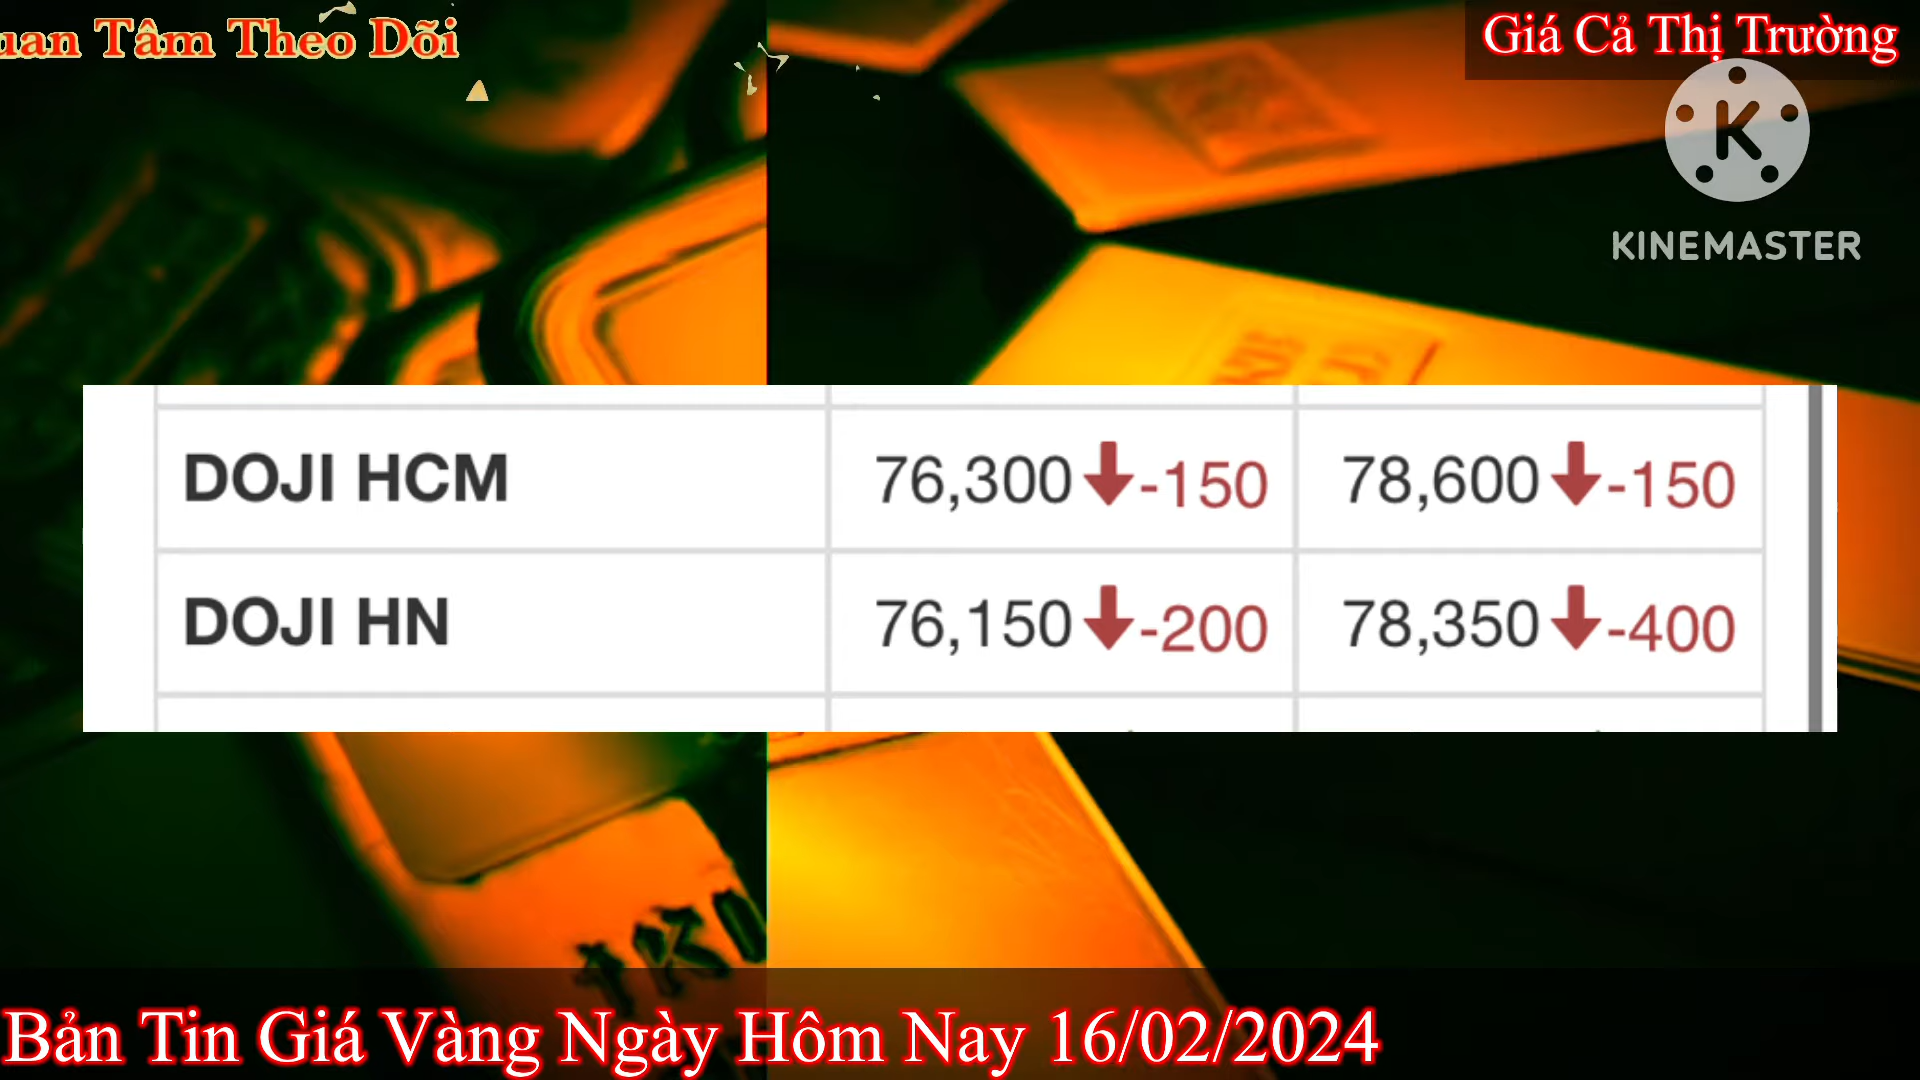 uan Tâm Theo Dõi
Giá Cả Thị Trường
KINEMASTER
DOJI HCM 76,300 -150 78,600 -150
DOJI HN 76,150 -200 78,350 -400
Bản Tin Giá Vàng Ngày Hôm Nay 16/02/2024